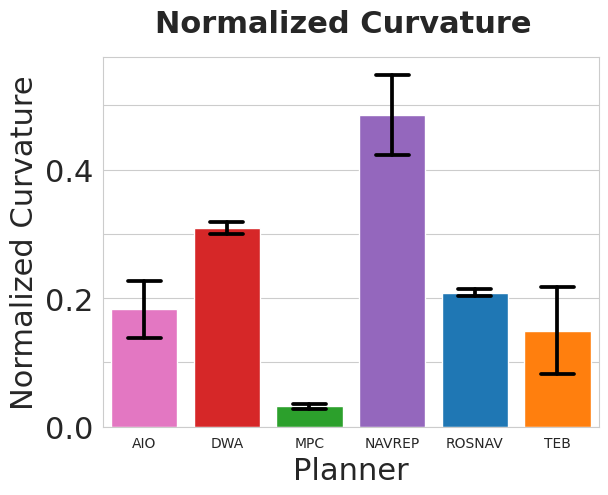 Normalized Curvature
Normalized Curvature
0.4
0.2
0.0
AIO DWA MPC NAVREP ROSNAV TEB
Planner